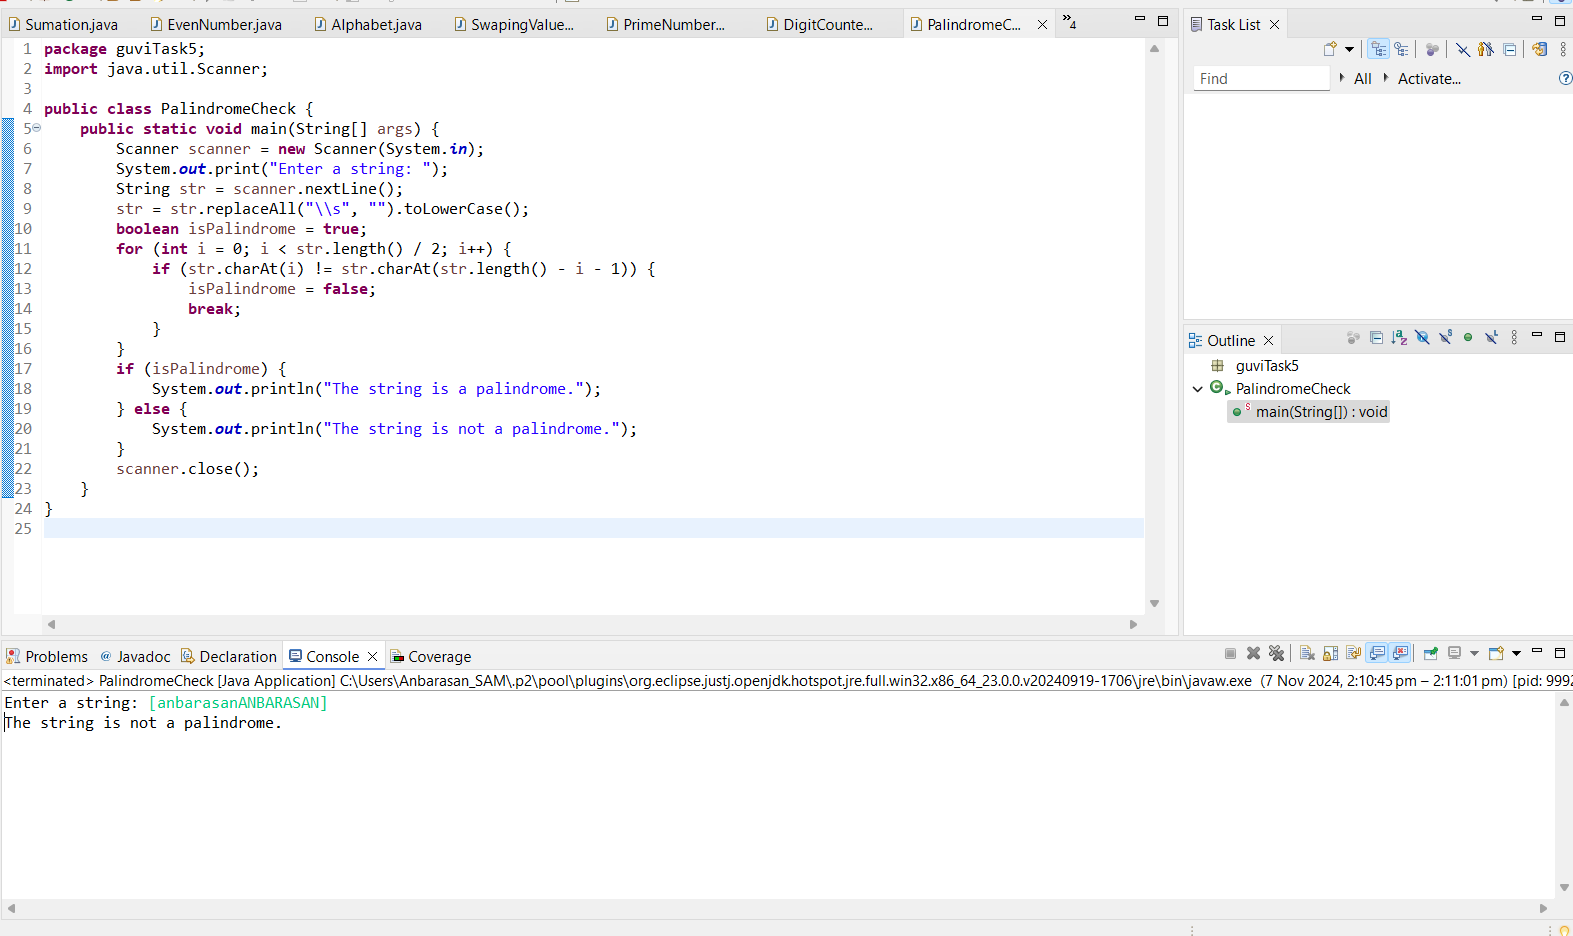 Sumation.java EvenNumber.java Alphabet.java SwapingValue... PrimeNumber... DigitCounte... PalindromeC... »4
1 package guviTask5;
2 import java.util.Scanner;
3
4 public class PalindromeCheck {
5 public static void main(String[] args) {
6 Scanner scanner = new Scanner(System.in);
7 System.out.print("Enter a string: ");
8 String str = scanner.nextLine();
9 str = str.replaceAll("\\s", "").toLowerCase();
10 boolean isPalindrome = true;
11 for (int i = 0; i < str.length() / 2; i++) {
12 if (str.charAt(i) != str.charAt(str.length() - i - 1)) {
13 isPalindrome = false;
14 break;
15 }
16 }
17 if (isPalindrome) {
18 System.out.println("The string is a palindrome.");
19 } else {
20 System.out.println("The string is not a palindrome.");
21 }
22 scanner.close();
23 }
24 }
25
Task List
Find All Activate...
Outline
guviTask5
PalindromeCheck
main(String[]) : void
Problems @ Javadoc Declaration Console Coverage
<terminated> PalindromeCheck [Java Application] C:\Users\Anbarasan_SAM\.p2\pool\plugins\org.eclipse.justj.openjdk.hotspot.jre.full.win32.x86_64_23.0.0.v20240919-1706\jre\bin\javaw.exe (7 Nov 2024, 2:10:45 pm – 2:11:01 pm) [pid: 9992
Enter a string: [anbarasanANBARASAN]
The string is not a palindrome.